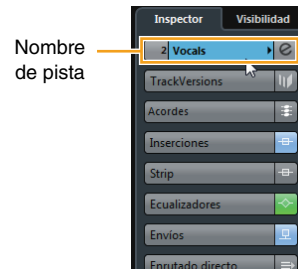 Inspector Visibilidad
Nombre
de pista
2 Vocals
TrackVersions
Acordes
Inserciones
Strip
Ecualizadores
Envíos
Enrutado directo